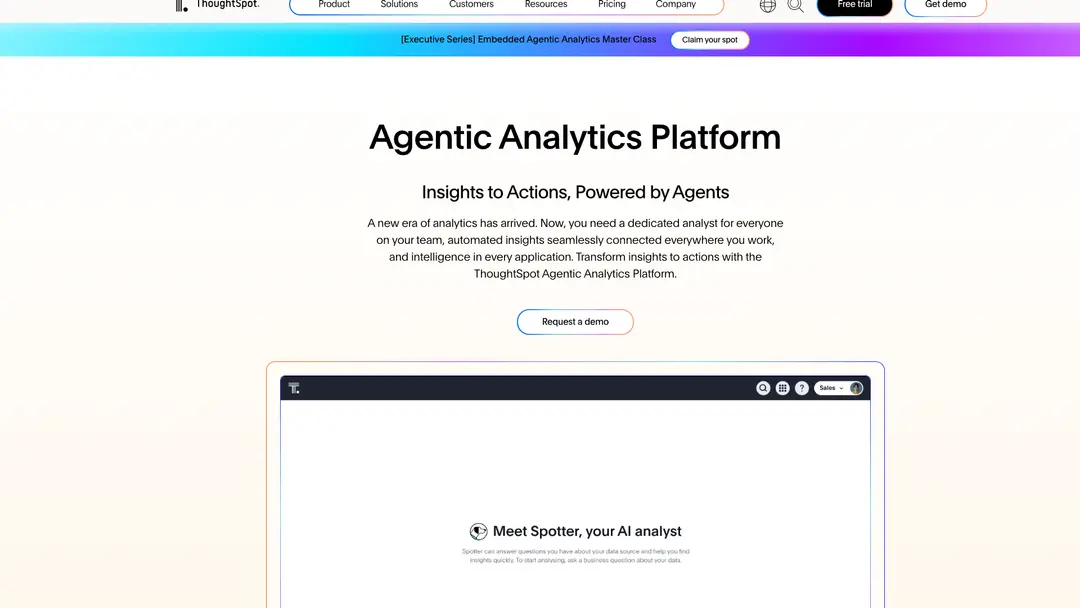 ThoughtSpot.
Product Solutions Customers Resources Pricing Company
Free trial
Get demo
[Executive Series] Embedded Agentic Analytics Master Class
Claim your spot
Agentic Analytics Platform
Insights to Actions, Powered by Agents
A new era of analytics has arrived. Now, you need a dedicated analyst for everyone
on your team, automated insights seamlessly connected everywhere you work,
and intelligence in every application. Transform insights to actions with the
ThoughtSpot Agentic Analytics Platform.
Request a demo
T.
?
Sales
Meet Spotter, your AI analyst
Spotter can answer questions you have about your data source and help you find
insights quickly. To start analysing, ask a business question about your data.